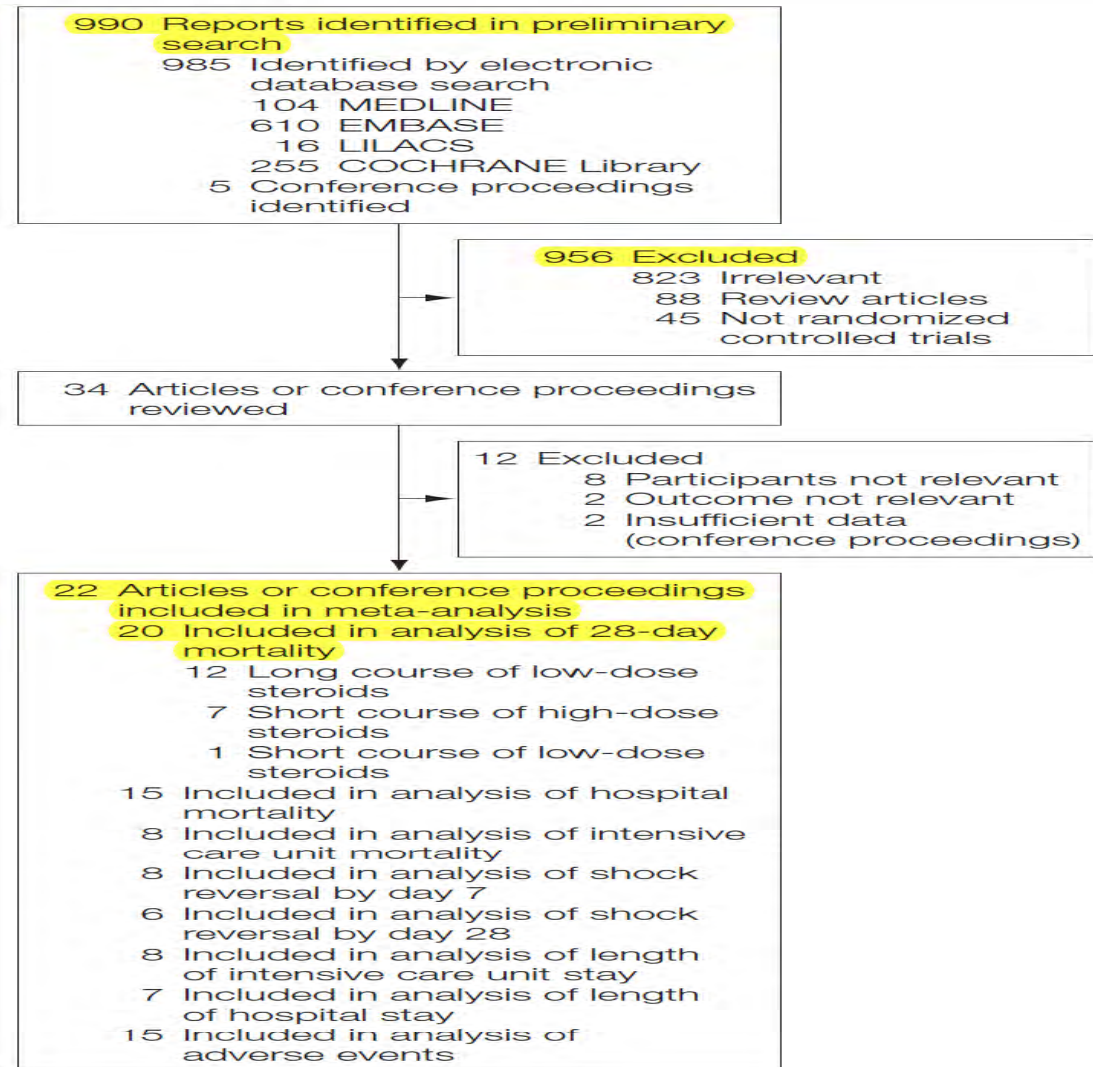 990 Reports identified in preliminary
search
985 Identified by electronic
database search
104 MEDLINE
610 EMBASE
16 LILACS
255 COCHRANE Library
5 Conference proceedings
identified
956 Excluded
823 Irrelevant
88 Review articles
45 Not randomized
controlled trials
34 Articles or conference proceedings
reviewed
12 Excluded
8 Participants not relevant
2 Outcome not relevant
2 Insufficient data
(conference proceedings)
22 Articles or conference proceedings
included in meta-analysis
20 Included in analysis of 28-day
mortality
12 Long course of low-dose
steroids
7 Short course of high-dose
steroids
1 Short course of low-dose
steroids
15 Included in analysis of hospital
mortality
8 Included in analysis of intensive
care unit mortality
8 Included in analysis of shock
reversal by day 7
6 Included in analysis of shock
reversal by day 28
8 Included in analysis of length
of intensive care unit stay
7 Included in analysis of length
of hospital stay
15 Included in analysis of
adverse events